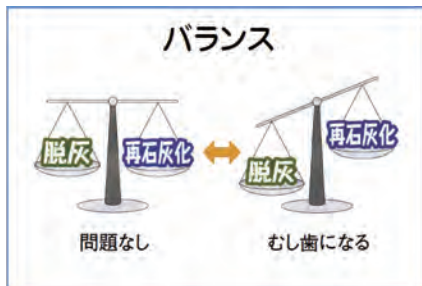 バランス
脱灰
再石灰化
脱灰
再石灰化
問題なし
むし歯になる